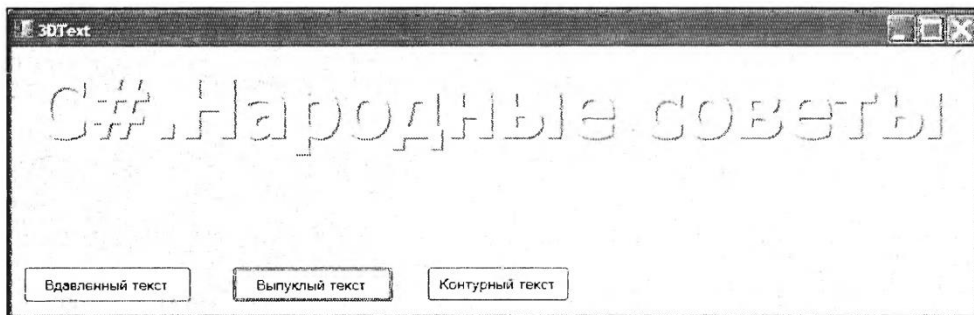 3DText
C#.Народные советы
Вдавленный текст Выпуклый текст Контурный текст